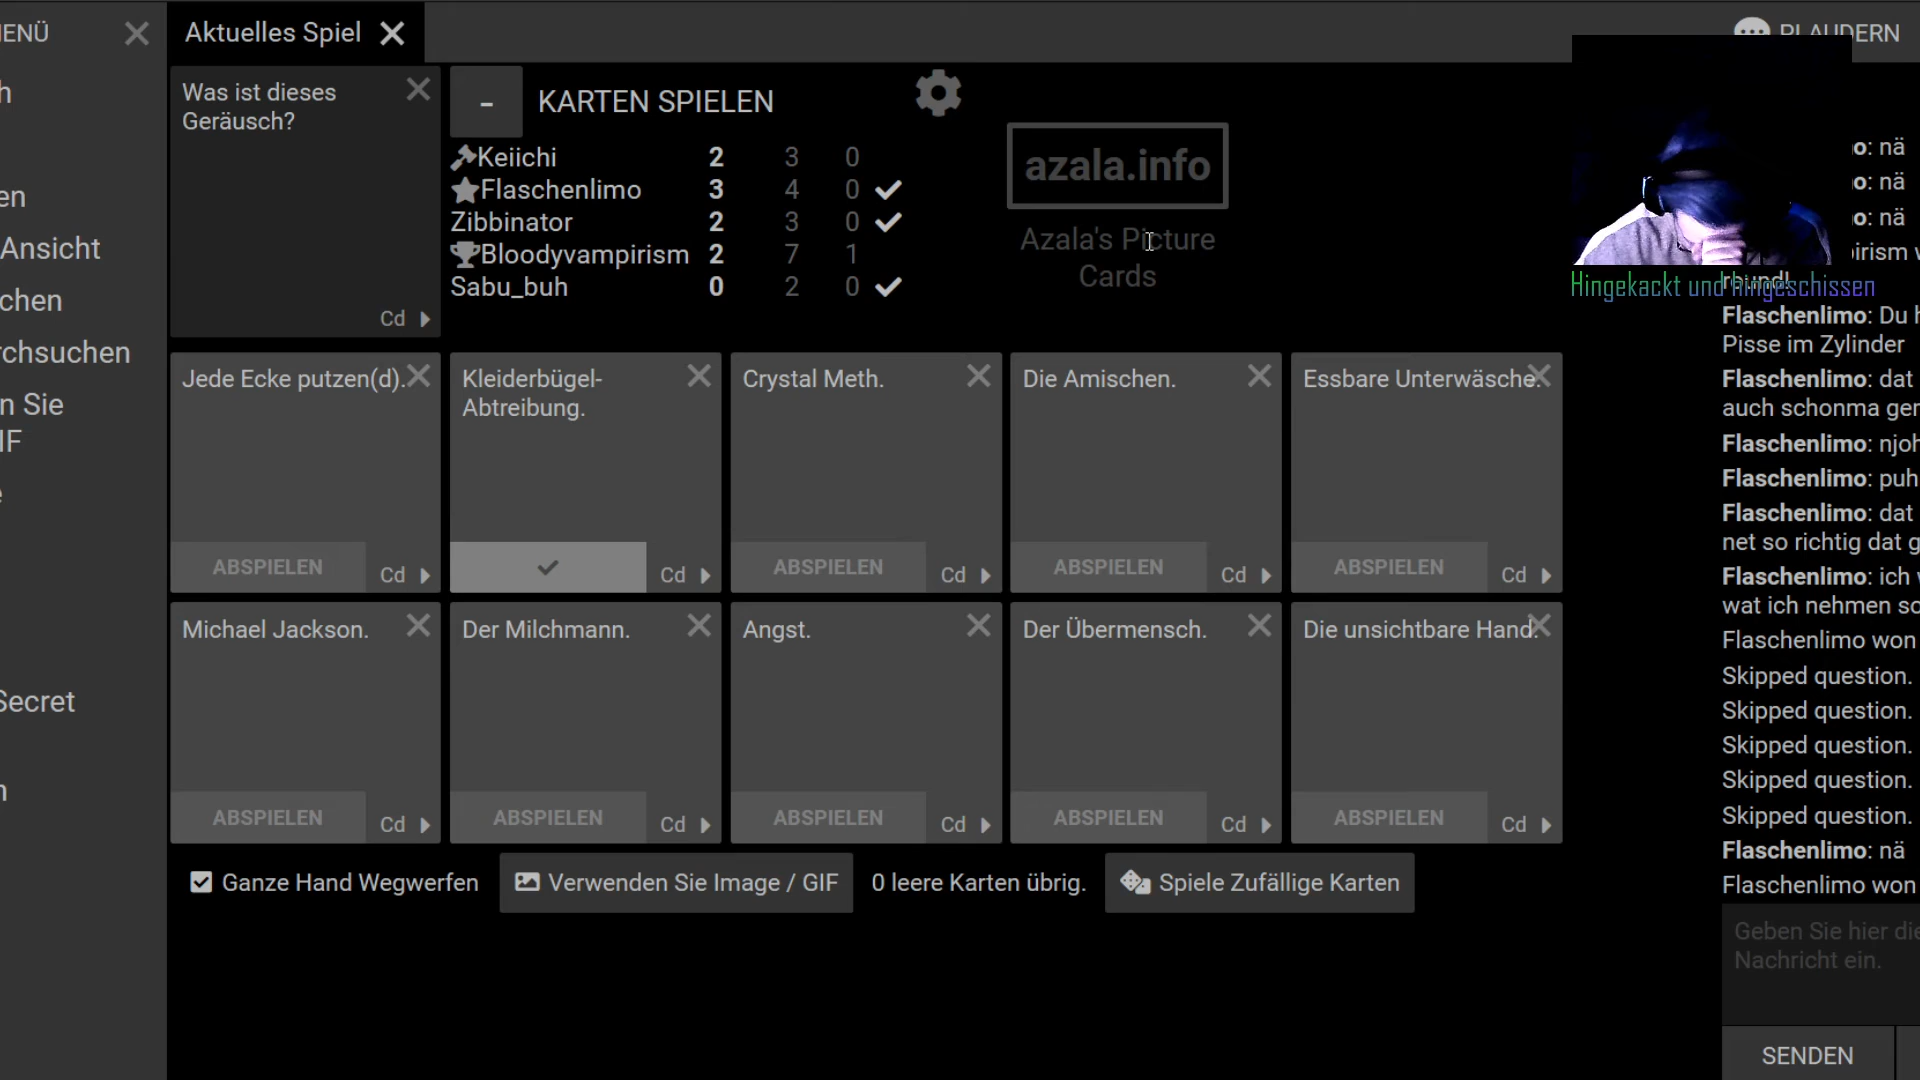 ENÜ
Aktuelles Spiel
PLAUDERN
h
en
Ansicht
chen
rchsuchen
n Sie
IF
e
Secret
n
Was ist dieses
Geräusch?
Cd
-
KARTEN SPIELEN
Keiichi 2 3 0
Flaschenlimo 3 4 0
Zibbinator 2 3 0
Bloodyvampirism 2 7 1
Sabu_buh 0 2 0
azala.info
Azala's Picture
Cards
Jede Ecke putzen(d).
ABSPIELEN Cd
Kleiderbügel-
Abtreibung.
Cd
Crystal Meth.
ABSPIELEN Cd
Die Amischen.
ABSPIELEN Cd
Essbare Unterwäsche.
ABSPIELEN Cd
Michael Jackson.
ABSPIELEN Cd
Der Milchmann.
ABSPIELEN Cd
Angst.
ABSPIELEN Cd
Der Übermensch.
ABSPIELEN Cd
Die unsichtbare Hand.
ABSPIELEN Cd
Ganze Hand Wegwerfen
Verwenden Sie Image / GIF
0 leere Karten übrig.
Spiele Zufällige Karten
o: nä
o: nä
o: nä
pirism w
round!
Hingekackt und hingeschissen
Flaschenlimo: Du h
Pisse im Zylinder
Flaschenlimo: dat
auch schonma ger
Flaschenlimo: njoh
Flaschenlimo: puh
Flaschenlimo: dat
net so richtig dat g
Flaschenlimo: ich w
wat ich nehmen so
Flaschenlimo won
Skipped question.
Skipped question.
Skipped question.
Skipped question.
Skipped question.
Flaschenlimo: nä
Flaschenlimo won
Geben Sie hier die
Nachricht ein.
SENDEN